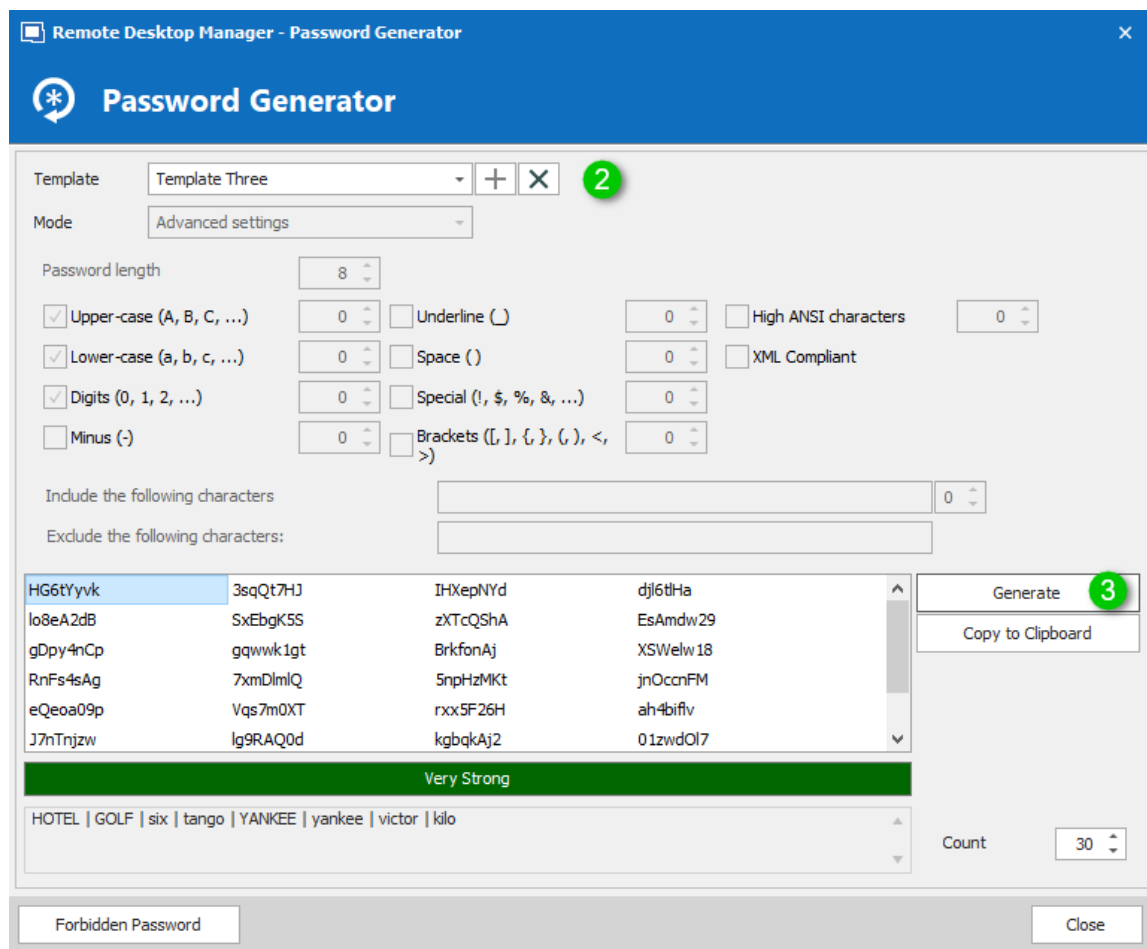 Remote Desktop Manager - Password Generator
Password Generator
Template Template Three 2
Mode Advanced settings
Password length 8
Upper-case (A, B, C, ...) 0 Underline (_) 0 High ANSI characters 0
Lower-case (a, b, c, ...) 0 Space ( ) 0 XML Compliant
Digits (0, 1, 2, ...) 0 Special (!, $, %, &, ...) 0
Minus (-) 0 Brackets ([, ], {, }, (, ), <, >) 0
Include the following characters 0
Exclude the following characters:
HG6tYyvk 3sqQt7HJ IHXepNYd djl6tlHa Generate 3
lo8eA2dB SxEbgK5S zXTcQShA EsAmdw29 Copy to Clipboard
gDpy4nCp gqwwk1gt BrkfonAj XSWelw18
RnFs4sAg 7xmDlmlQ 5npHzMKt jnOccnFM
eQeoa09p Vqs7m0XT rxx5F26H ah4biflv
J7nTnjzw lg9RAQ0d kgbqkAj2 01zwdOl7
Very Strong
HOTEL | GOLF | six | tango | YANKEE | yankee | victor | kilo
Count 30
Forbidden Password Close